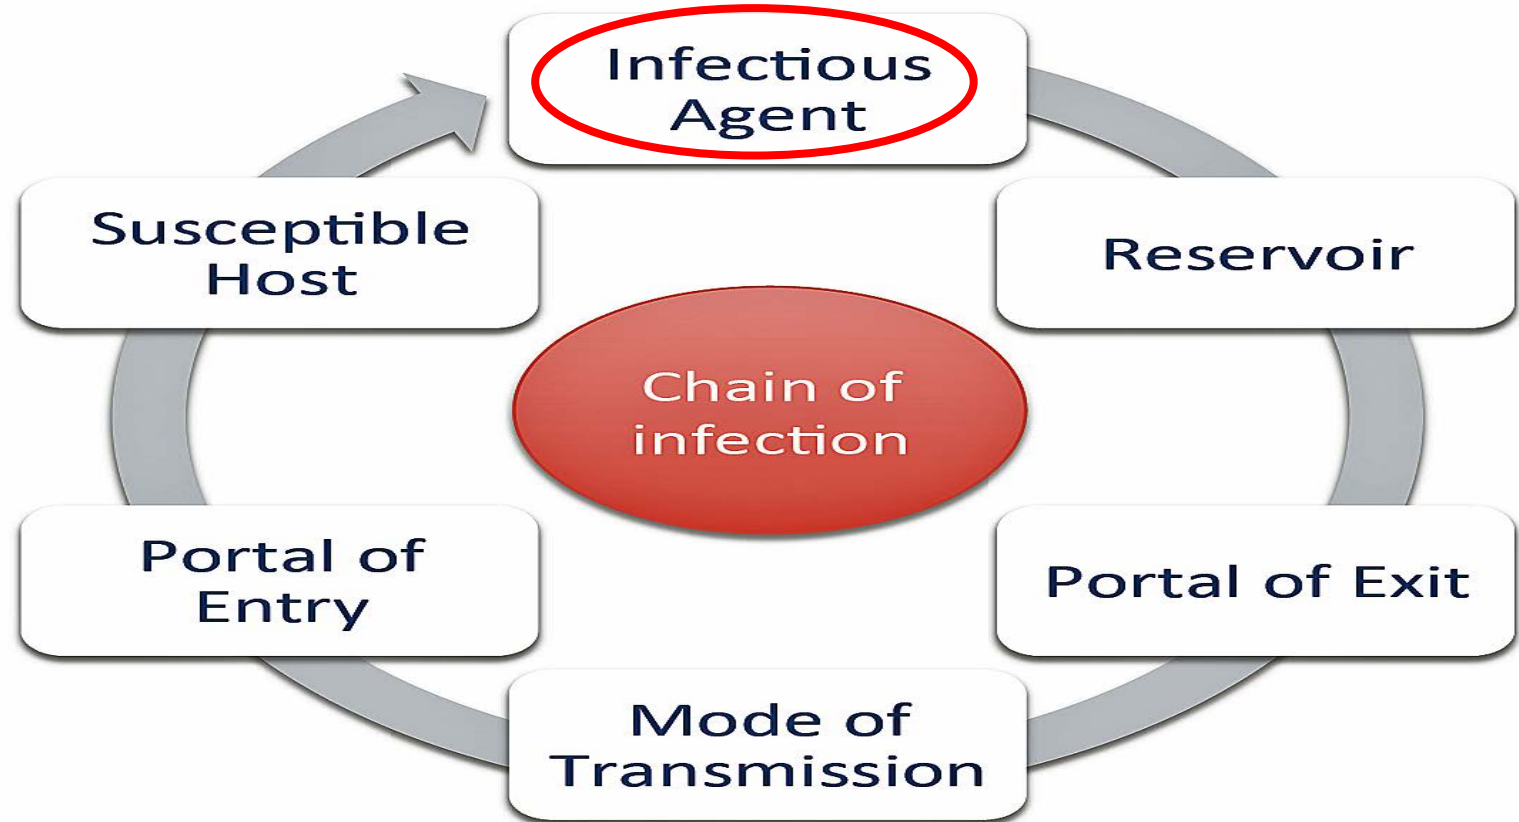 Infectious
Agent
Reservoir
Portal of Exit
Mode of
Transmission
Portal of
Entry
Susceptible
Host
Chain of
infection